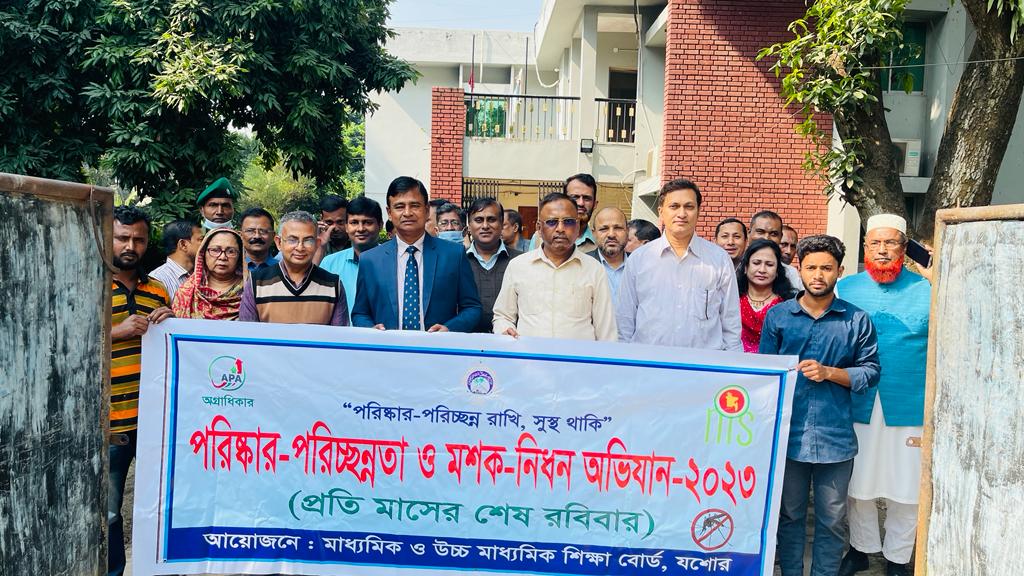 APA
অগ্রাধিকার
"পরিষ্কার-পরিচ্ছন্ন রাখি, সুস্থ থাকি"
পরিষ্কার-পরিচ্ছন্নতা ও মশক-নিধন অভিযান-২০২৩
(প্রতি মাসের শেষ রবিবার)
আয়োজনে : মাধ্যমিক ও উচ্চ মাধ্যমিক শিক্ষা বোর্ড, যশোর